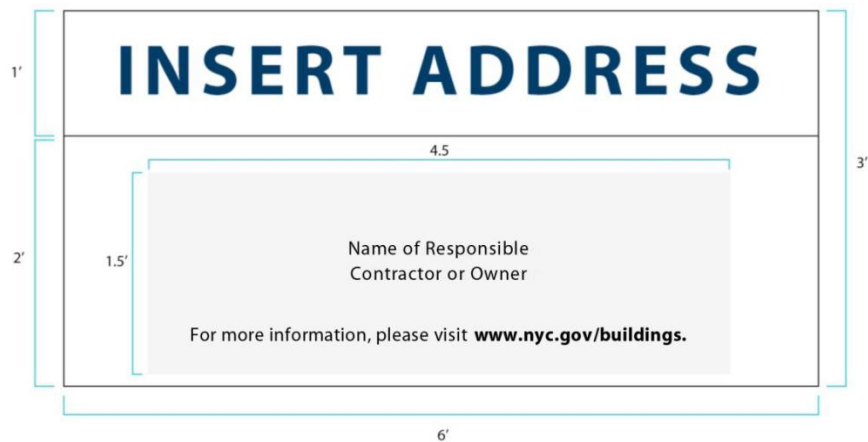 INSERT ADDRESS
1′
4.5
3′
2′
1.5′
Name of Responsible
Contractor or Owner
For more information, please visit www.nyc.gov/buildings.
6′